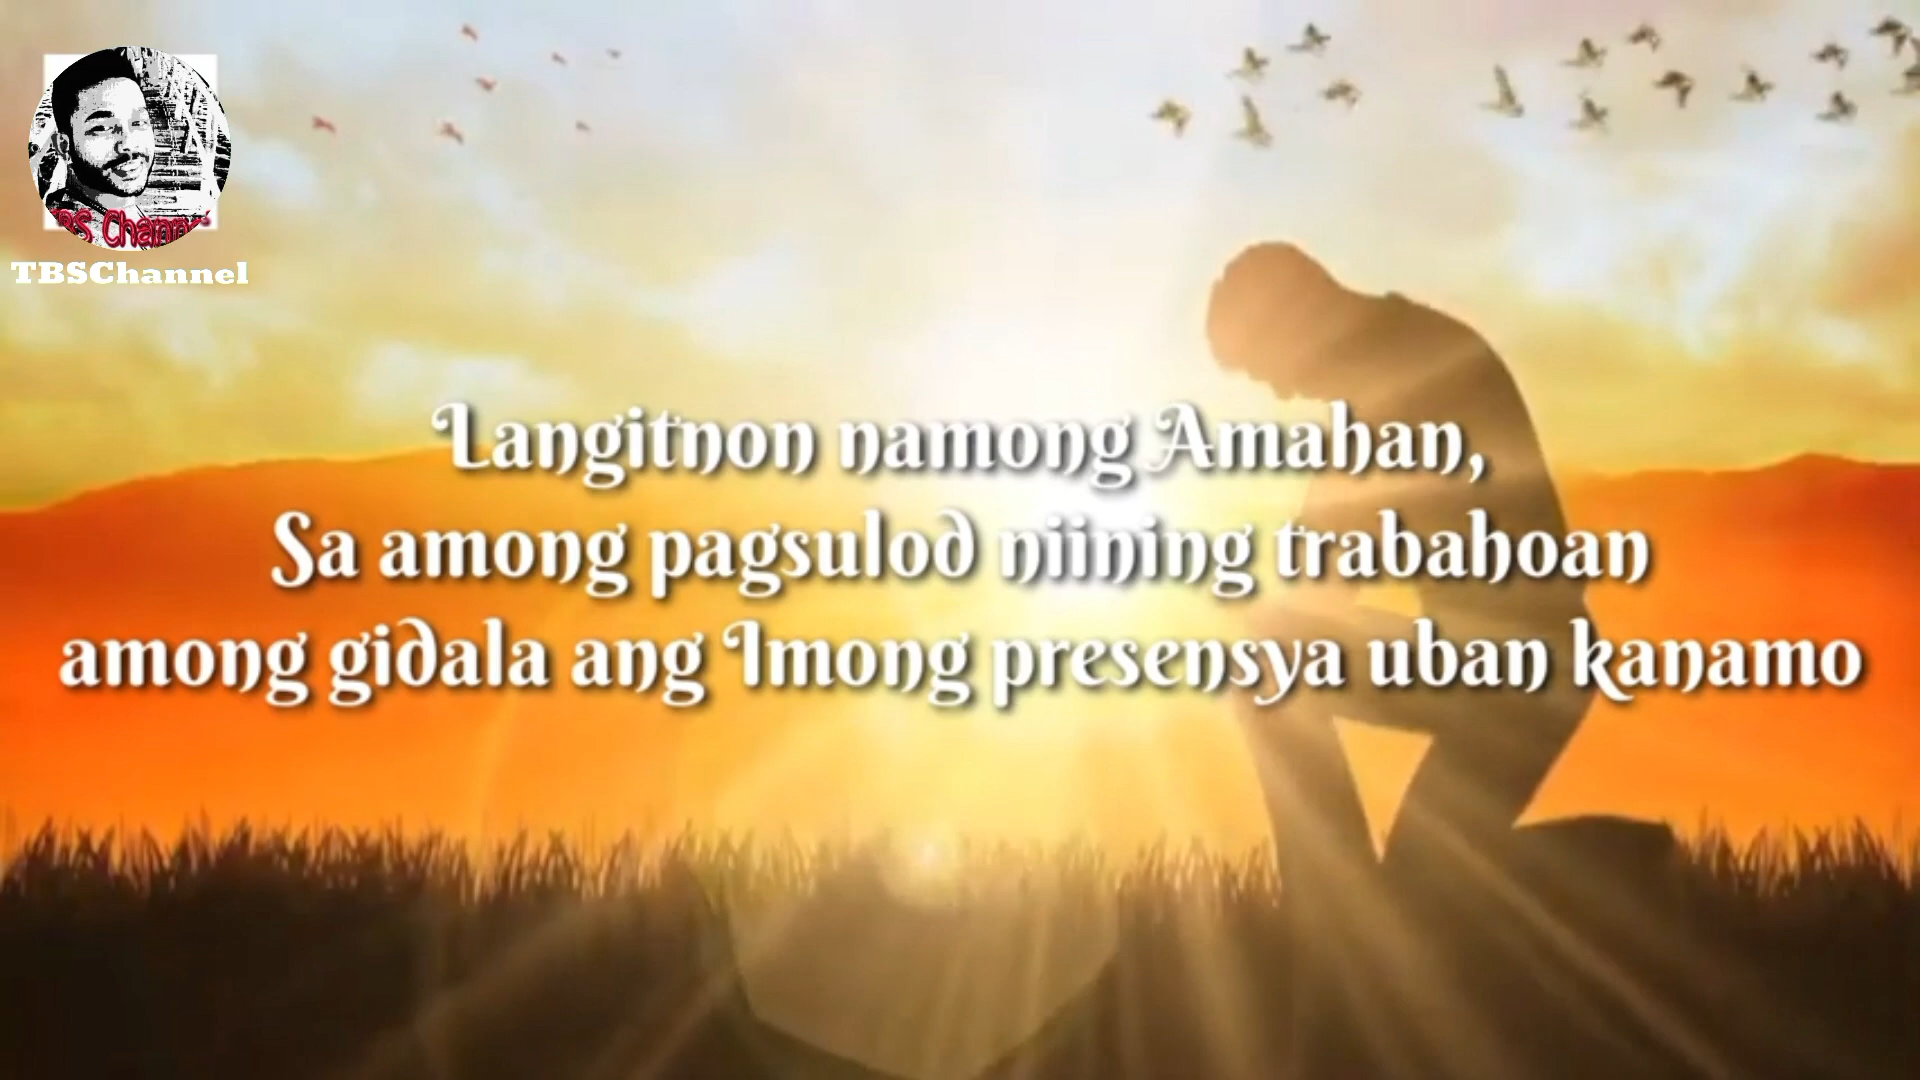 TBSChannel
Langitnon namong Amahan,
Sa among pagsulod niining trabahoan
among gidala ang Imong presensya uban kanamo